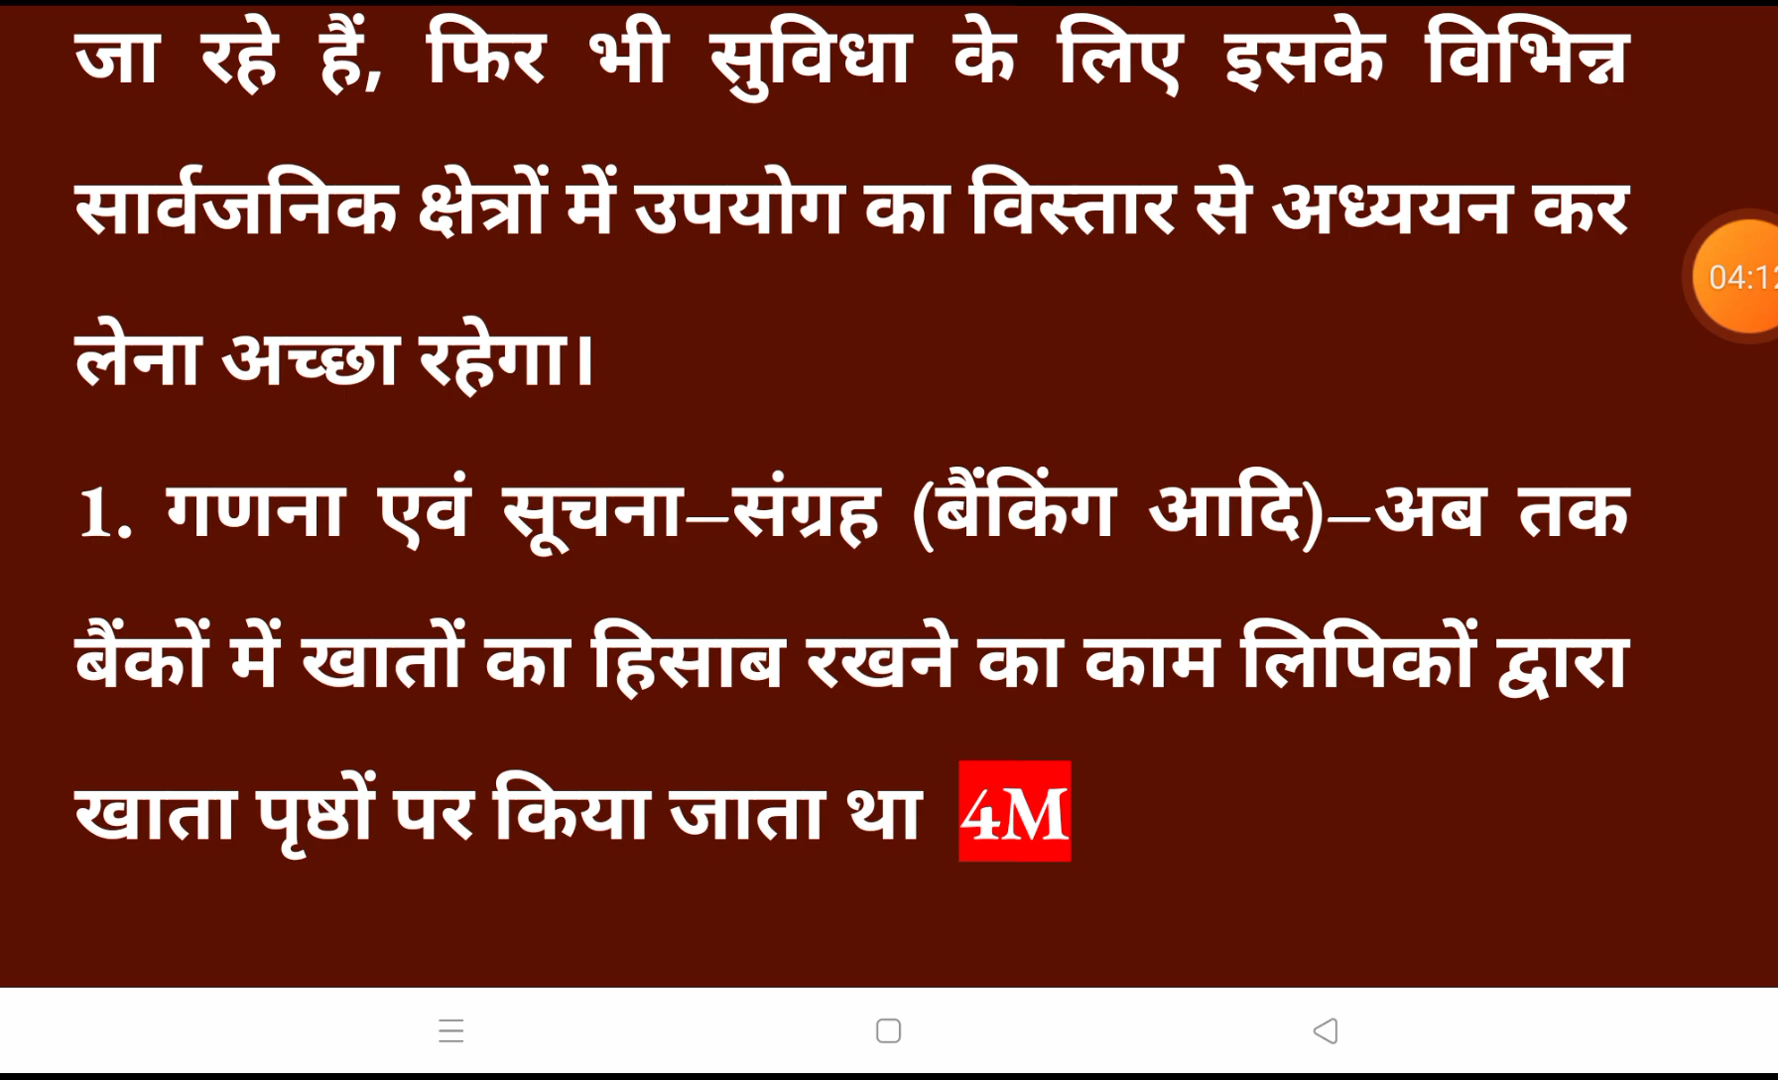 जा रहे हैं, फिर भी सुविधा के लिए इसके विभिन्न
सार्वजनिक क्षेत्रों में उपयोग का विस्तार से अध्ययन कर
लेना अच्छा रहेगा।
1. गणना एवं सूचना–संग्रह (बैंकिंग आदि)–अब तक
बैंकों में खातों का हिसाब रखने का काम लिपिकों द्वारा
खाता पृष्ठों पर किया जाता था 4M